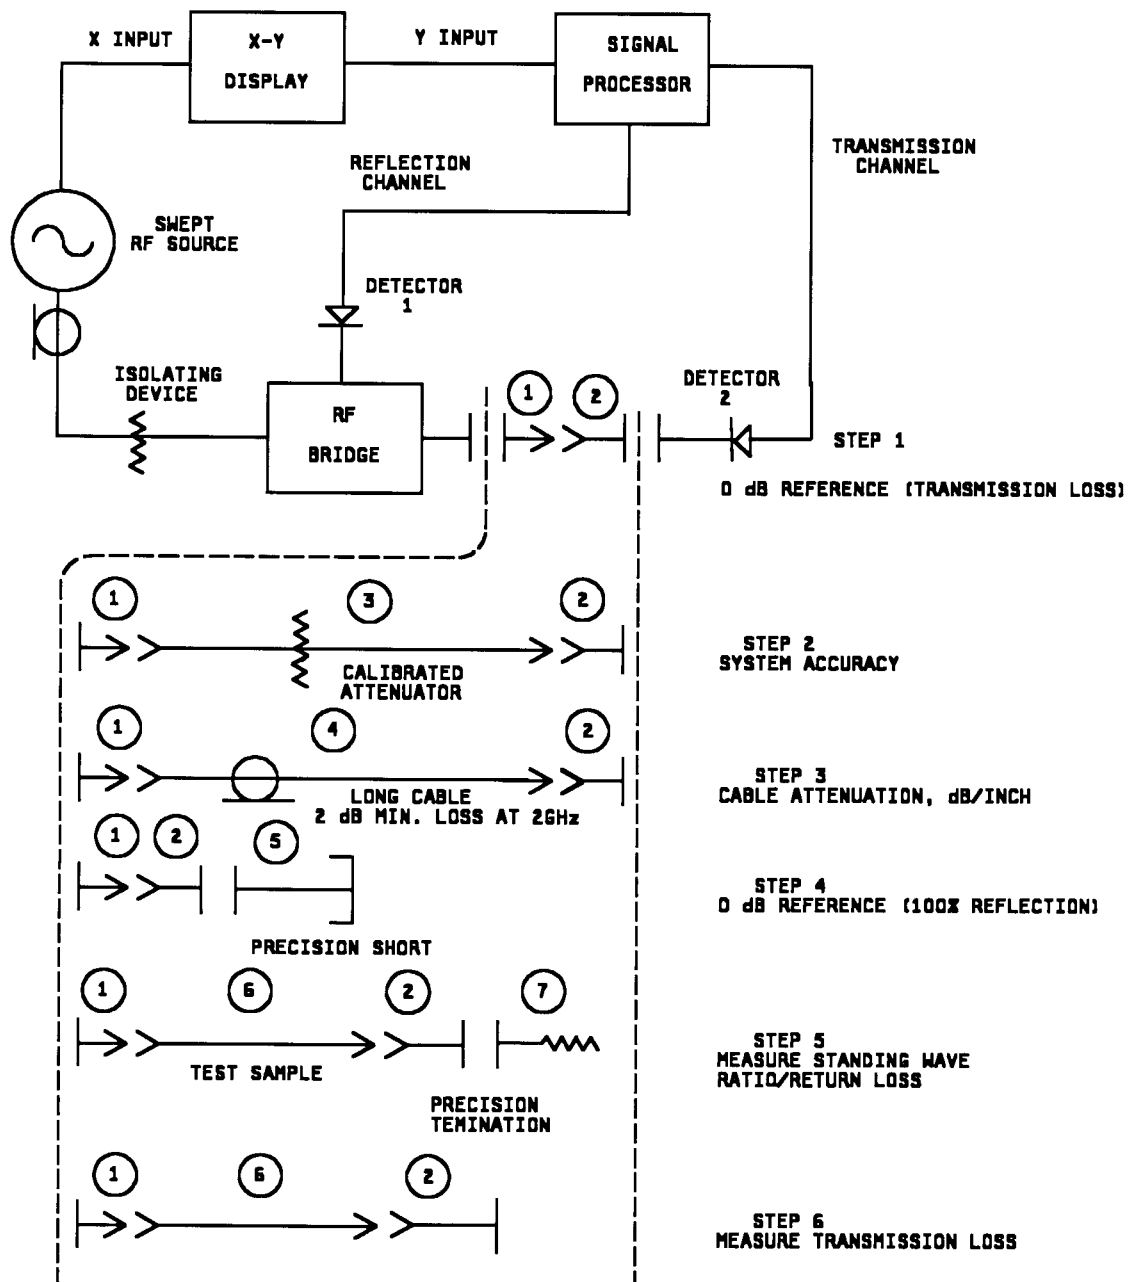 X INPUT
X-Y
DISPLAY
Y INPUT
SIGNAL
PROCESSOR
TRANSMISSION
CHANNEL
REFLECTION
CHANNEL
SWEPT
RF SOURCE
DETECTOR
1
ISOLATING
DEVICE
RF
BRIDGE
1
2
DETECTOR
2
STEP 1
0 dB REFERENCE (TRANSMISSION LOSS)
1
3
2
CALIBRATED
ATTENUATOR
STEP 2
SYSTEM ACCURACY
1
4
2
LONG CABLE
2 dB MIN. LOSS AT 2GHz
STEP 3
CABLE ATTENUATION, dB/INCH
1
2
5
PRECISION SHORT
STEP 4
0 dB REFERENCE (100% REFLECTION)
1
6
2
7
TEST SAMPLE
PRECISION
TEMINATION
STEP 5
MEASURE STANDING WAVE
RATIO/RETURN LOSS
1
6
2
STEP 6
MEASURE TRANSMISSION LOSS